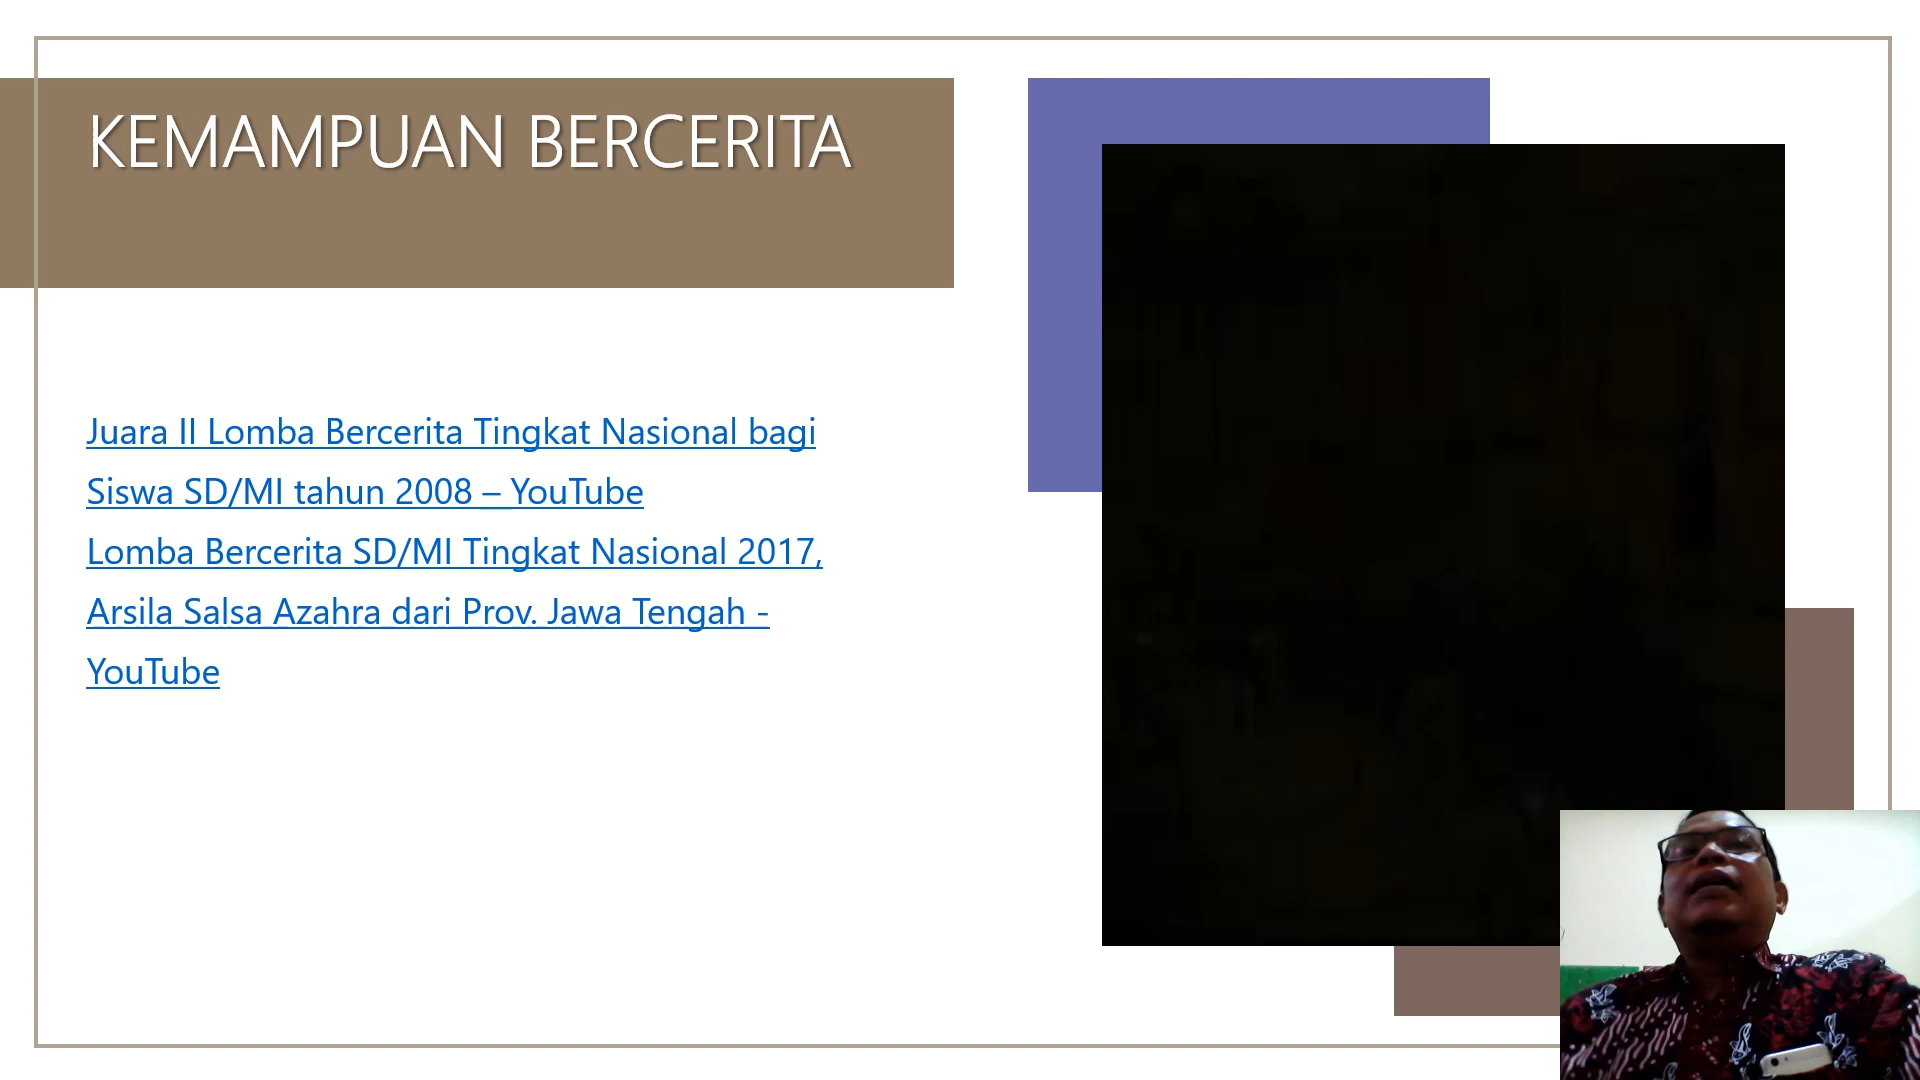 KEMAMPUAN BERCERITA
Juara II Lomba Bercerita Tingkat Nasional bagi
Siswa SD/MI tahun 2008 – YouTube
Lomba Bercerita SD/MI Tingkat Nasional 2017,
Arsila Salsa Azahra dari Prov. Jawa Tengah -
YouTube